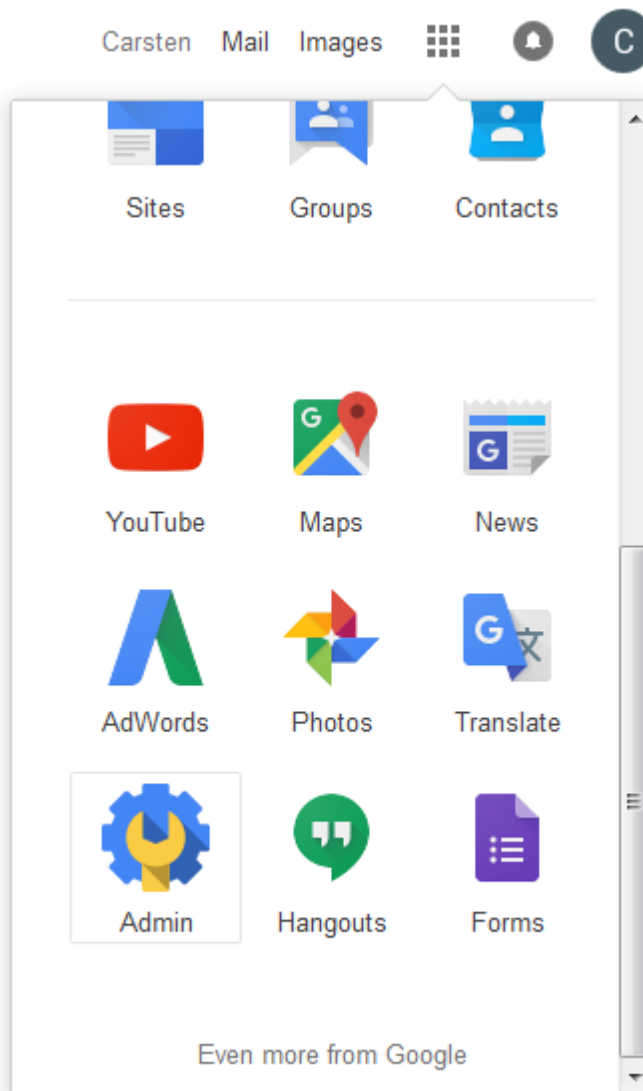 Carsten Mail Images C
Sites Groups Contacts
G G
YouTube Maps News
G 文
AdWords Photos Translate
Admin Hangouts Forms
Even more from Google